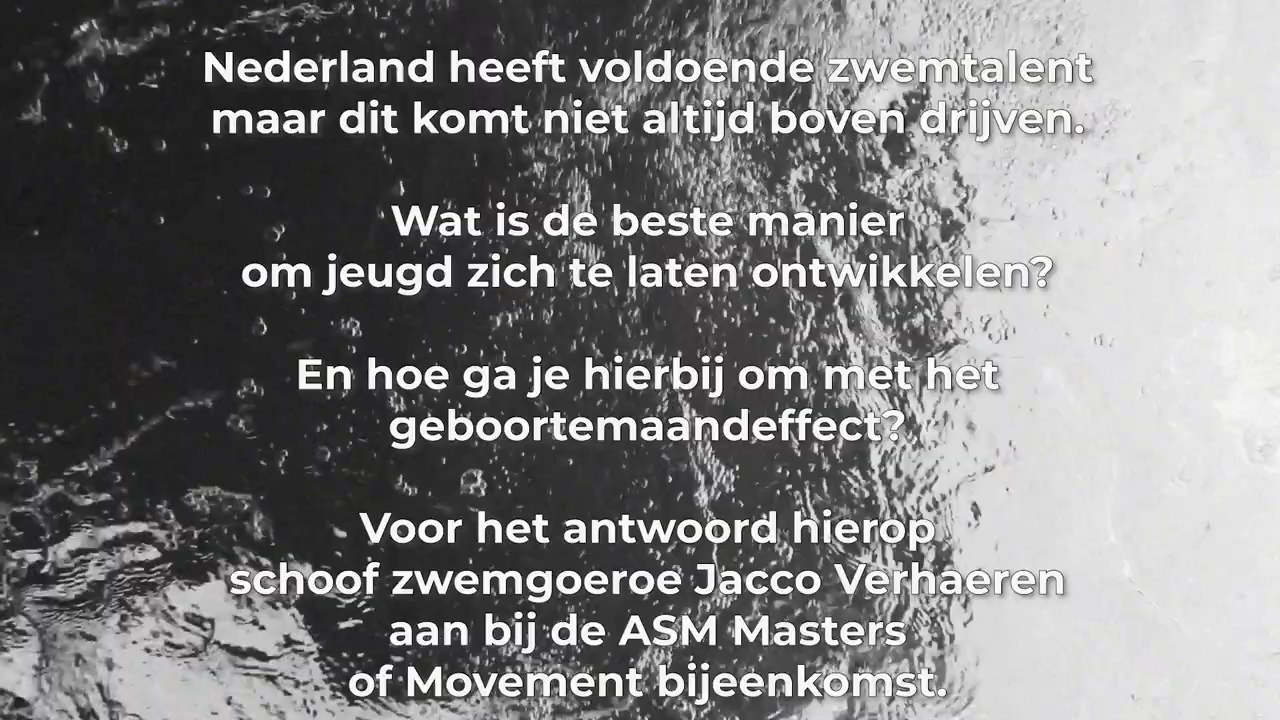 Nederland heeft voldoende zwemtalent
maar dit komt niet altijd boven drijven.
Wat is de beste manier
om jeugd zich te laten ontwikkelen?
En hoe ga je hierbij om met het
geboortemaandeffect?
Voor het antwoord hierop
schoof zwemgoeroe Jacco Verhaeren
aan bij de ASM Masters
of Movement bijeenkomst.